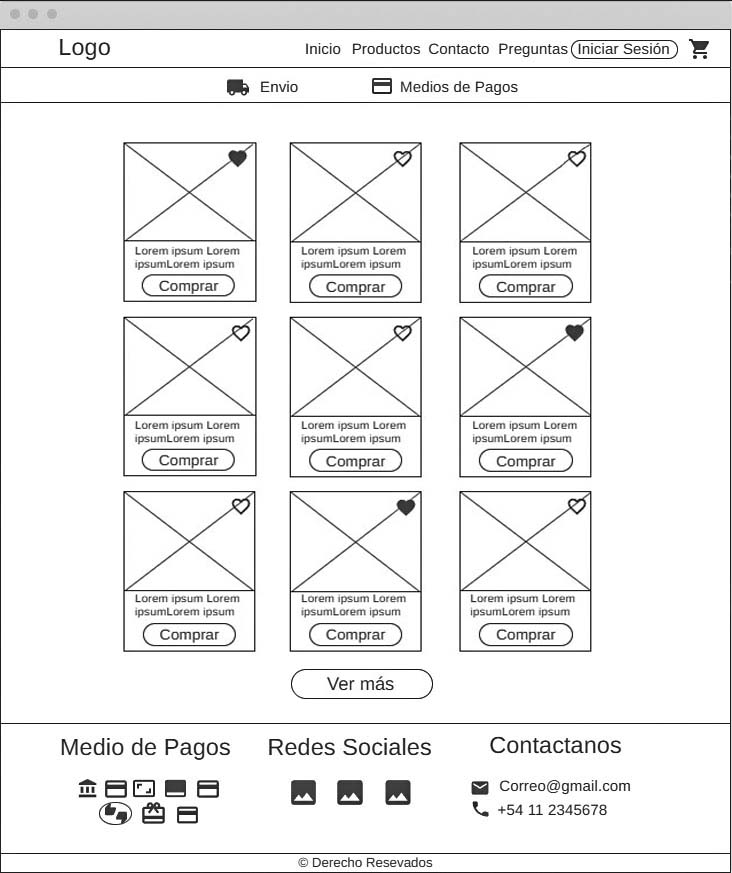 Logo Inicio Productos Contacto Preguntas Iniciar Sesión
Envio Medios de Pagos
Lorem ipsum Lorem
ipsumLorem ipsum
Comprar
Lorem ipsum Lorem
ipsumLorem ipsum
Comprar
Lorem ipsum Lorem
ipsumLorem ipsum
Comprar
Lorem ipsum Lorem
ipsumLorem ipsum
Comprar
Lorem ipsum Lorem
ipsumLorem ipsum
Comprar
Lorem ipsum Lorem
ipsumLorem ipsum
Comprar
Lorem ipsum Lorem
ipsumLorem ipsum
Comprar
Lorem ipsum Lorem
ipsumLorem ipsum
Comprar
Lorem ipsum Lorem
ipsumLorem ipsum
Comprar
Ver más
Medio de Pagos
Redes Sociales
Contactanos
Correo@gmail.com
+54 11 2345678
© Derecho Resevados